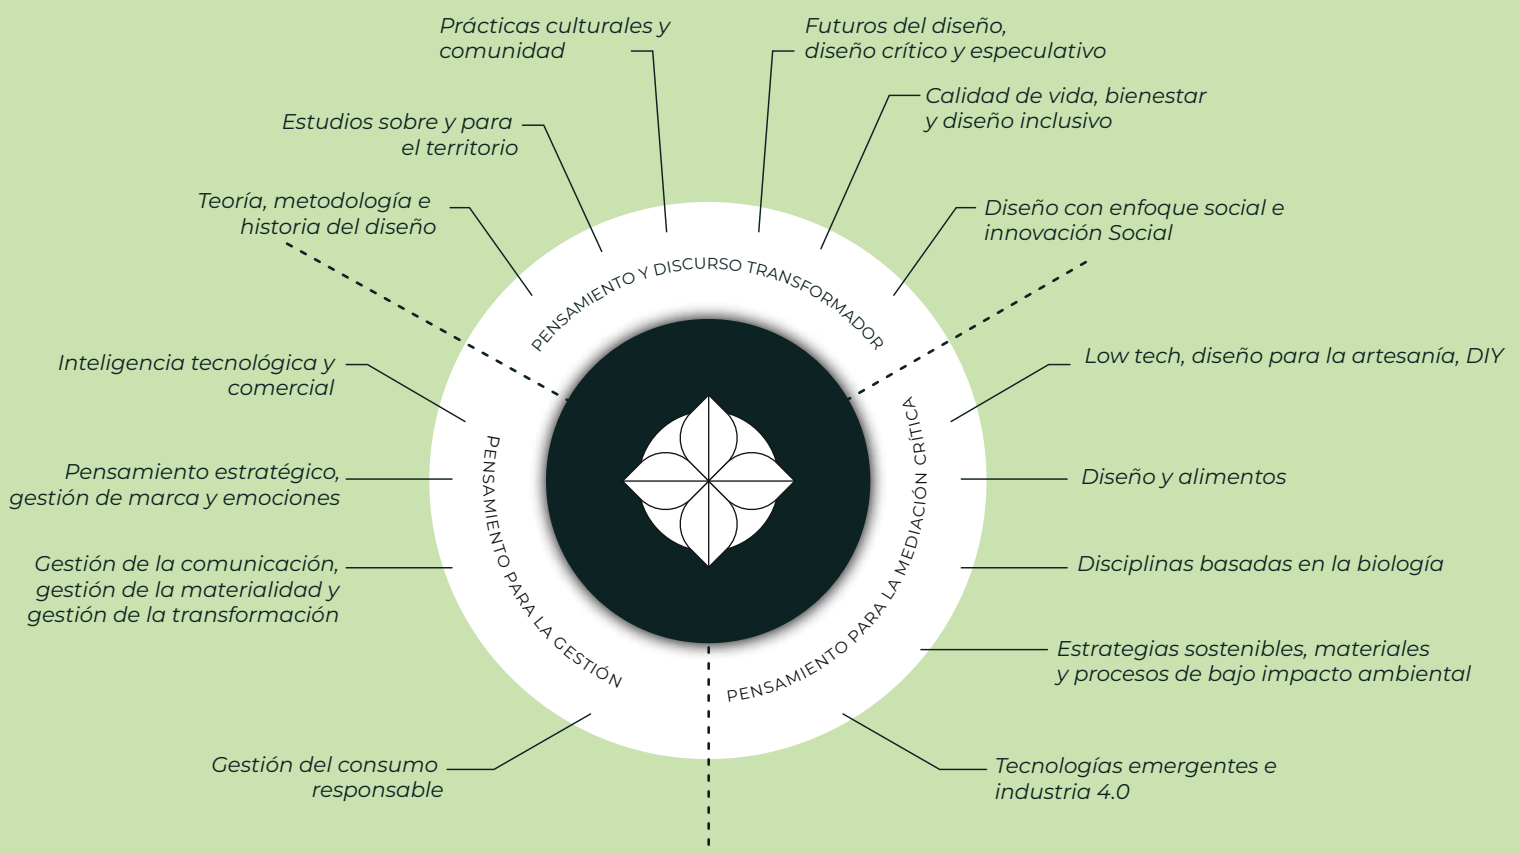 Prácticas culturales y
comunidad
Futuros del diseño,
diseño crítico y especulativo
Calidad de vida, bienestar
y diseño inclusivo
Estudios sobre y para
el territorio
Teoría, metodología e
historia del diseño
Diseño con enfoque social e
innovación Social
PENSAMIENTO Y DISCURSO TRANSFORMADOR
Inteligencia tecnológica y
comercial
Pensamiento estratégico,
gestión de marca y emociones
Gestión de la comunicación,
gestión de la materialidad y
gestión de la transformación
Gestión del consumo
responsable
PENSAMIENTO PARA LA GESTIÓN
PENSAMIENTO PARA LA MEDIACIÓN CRÍTICA
Low tech, diseño para la artesanía, DIY
Diseño y alimentos
Disciplinas basadas en la biología
Estrategias sostenibles, materiales
y procesos de bajo impacto ambiental
Tecnologías emergentes e
industria 4.0